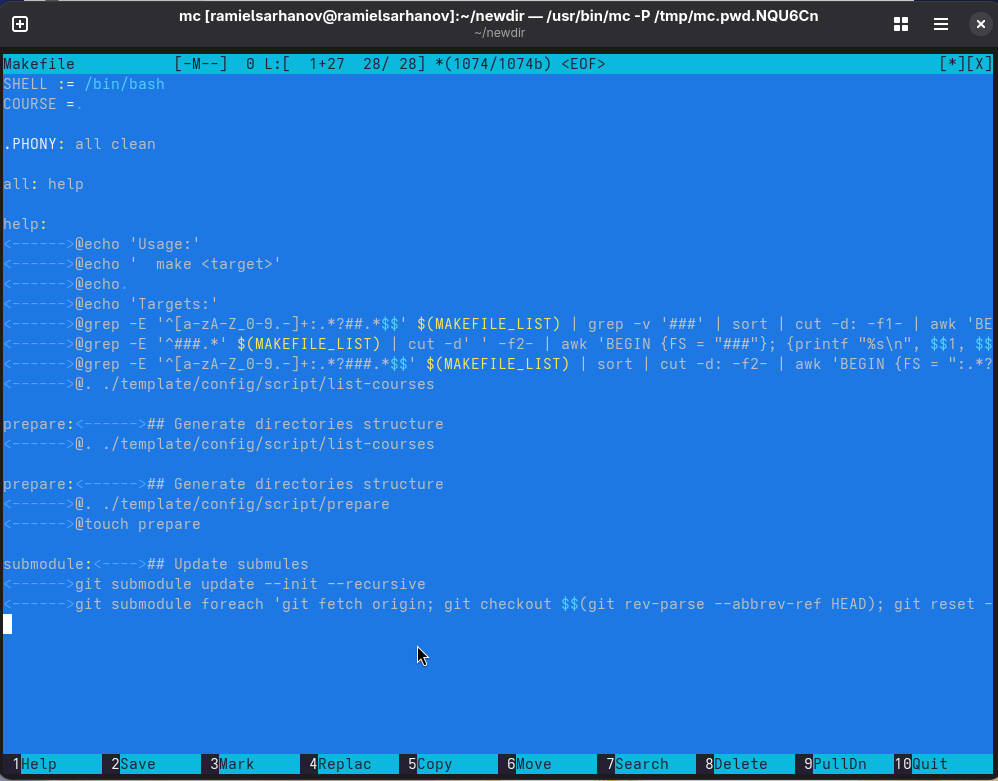 mc [ramielsarhanov@ramielsarhanov]:~/newdir — /usr/bin/mc -P /tmp/mc.pwd.NQU6Cn
~/newdir
Makefile [-M--] 0 L:[ 1+27 28/ 28] *(1074/1074b) <EOF> [*][X]
SHELL := /bin/bash
COURSE =.
.PHONY: all clean
all: help
help:
<------>@echo 'Usage:'
<------>@echo '  make <target>'
<------>@echo.
<------>@echo 'Targets:'
<------>@grep -E '^[a-zA-Z_0-9.-]+:.*?##.*$$' $(MAKEFILE_LIST) | grep -v '###' | sort | cut -d: -f1- | awk 'BE
<------>@grep -E '^###.*' $(MAKEFILE_LIST) | cut -d' ' -f2- | awk 'BEGIN {FS = "###"}; {printf "%s\n", $$1, $$
<------>@grep -E '^[a-zA-Z_0-9.-]+:.*?###.*$$' $(MAKEFILE_LIST) | sort | cut -d: -f2- | awk 'BEGIN {FS = ":.*?
<------>@. ./template/config/script/list-courses
prepare:<------>## Generate directories structure
<------>@. ./template/config/script/list-courses
prepare:<------>## Generate directories structure
<------>@. ./template/config/script/prepare
<------>@touch prepare
submodule:<---->## Update submules
<------>git submodule update --init --recursive
<------>git submodule foreach 'git fetch origin; git checkout $$(git rev-parse --abbrev-ref HEAD); git reset -
1Help 2Save 3Mark 4Replac 5Copy 6Move 7Search 8Delete 9PullDn 10Quit